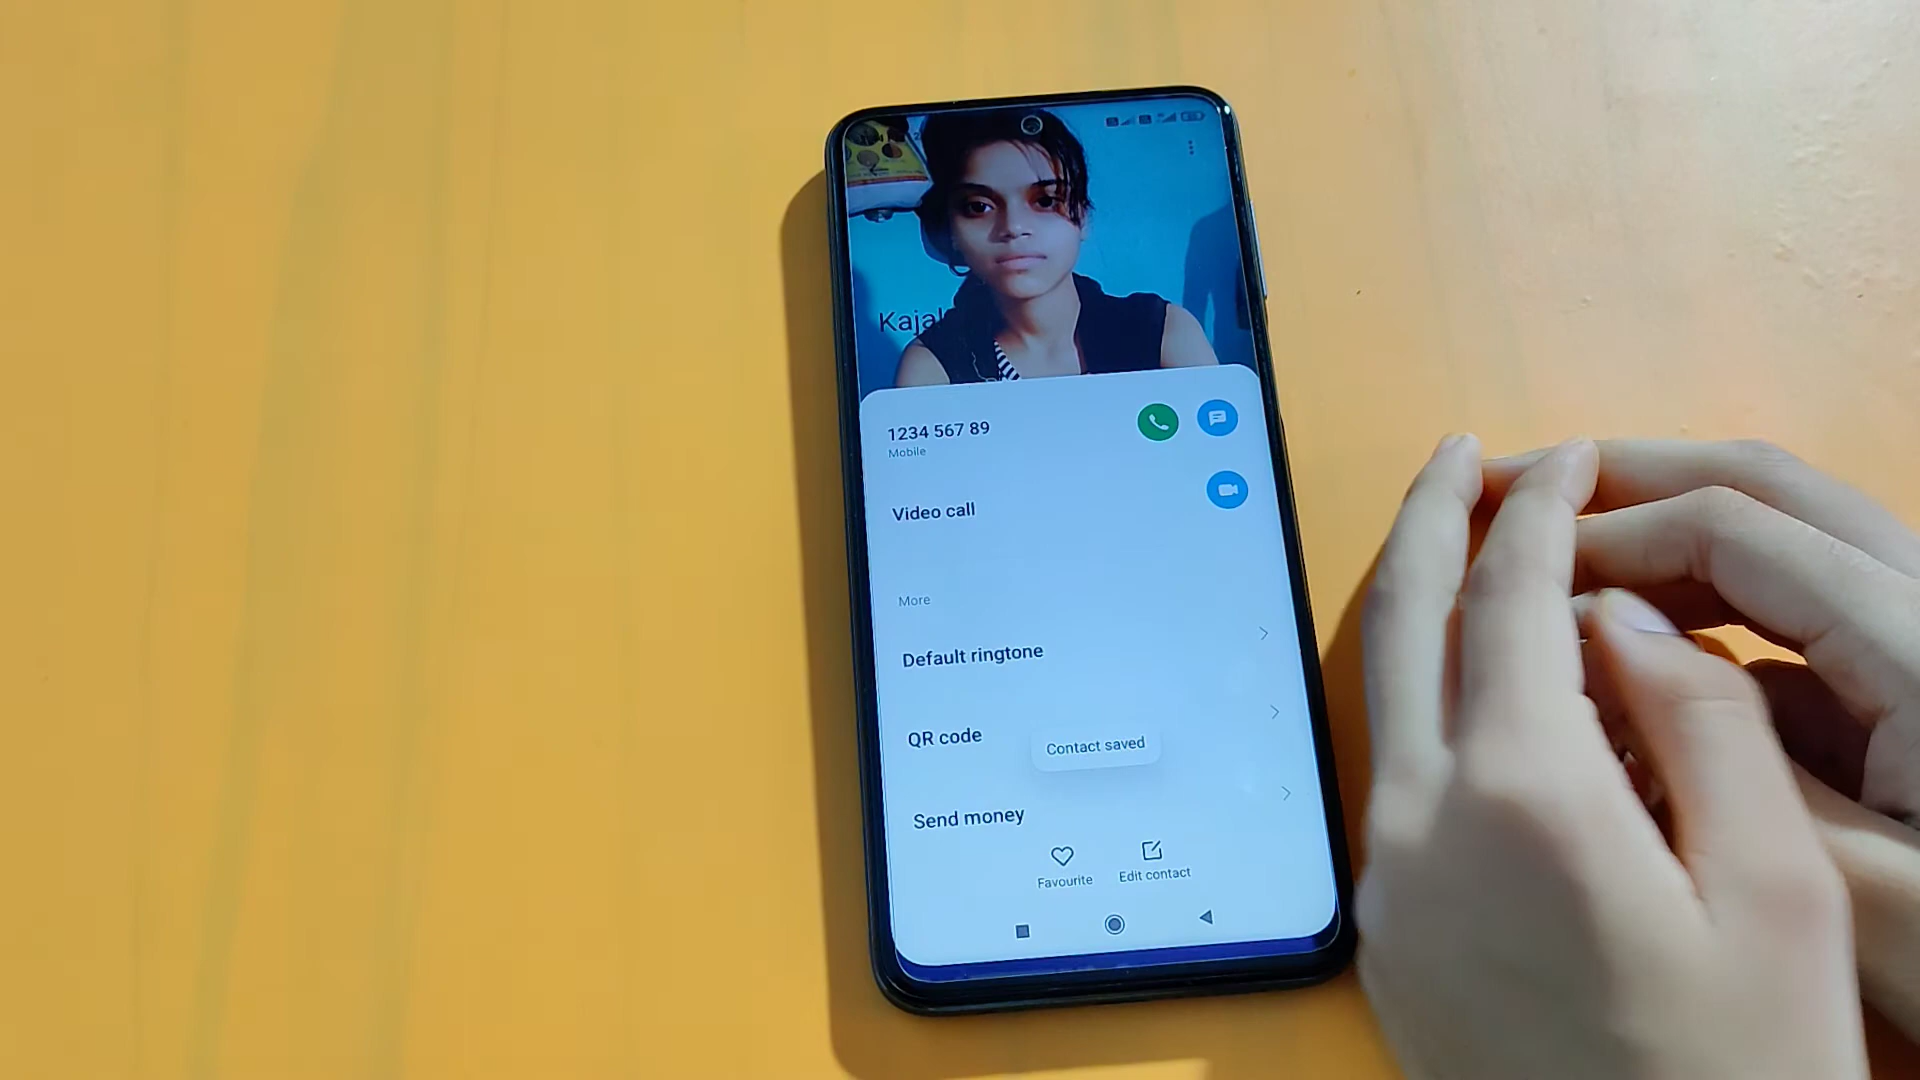 Kajal
1234 567 89
Mobile
Video call
More
Default ringtone
QR code
Contact saved
Send money
Favourite
Edit contact